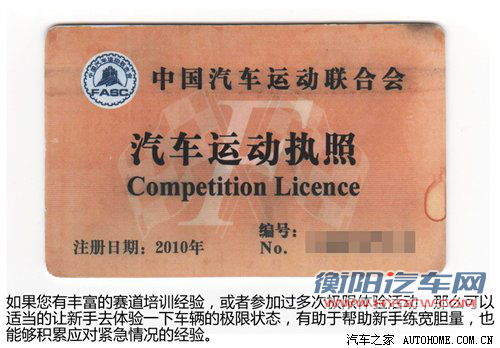 中国汽车运动联合会
FASC
汽车运动执照
Competition Licence
编号:
注册日期: 2010年
No.
衡阳汽车网
如果您有丰富的赛道培训经验，或者参加过多次
适当的让新手去体验一下车辆的极限状态，有助于帮助新手练宽胆量，也
能够积累应对紧急情况的经验。
汽车之家 AUTOHOME.COM.CN